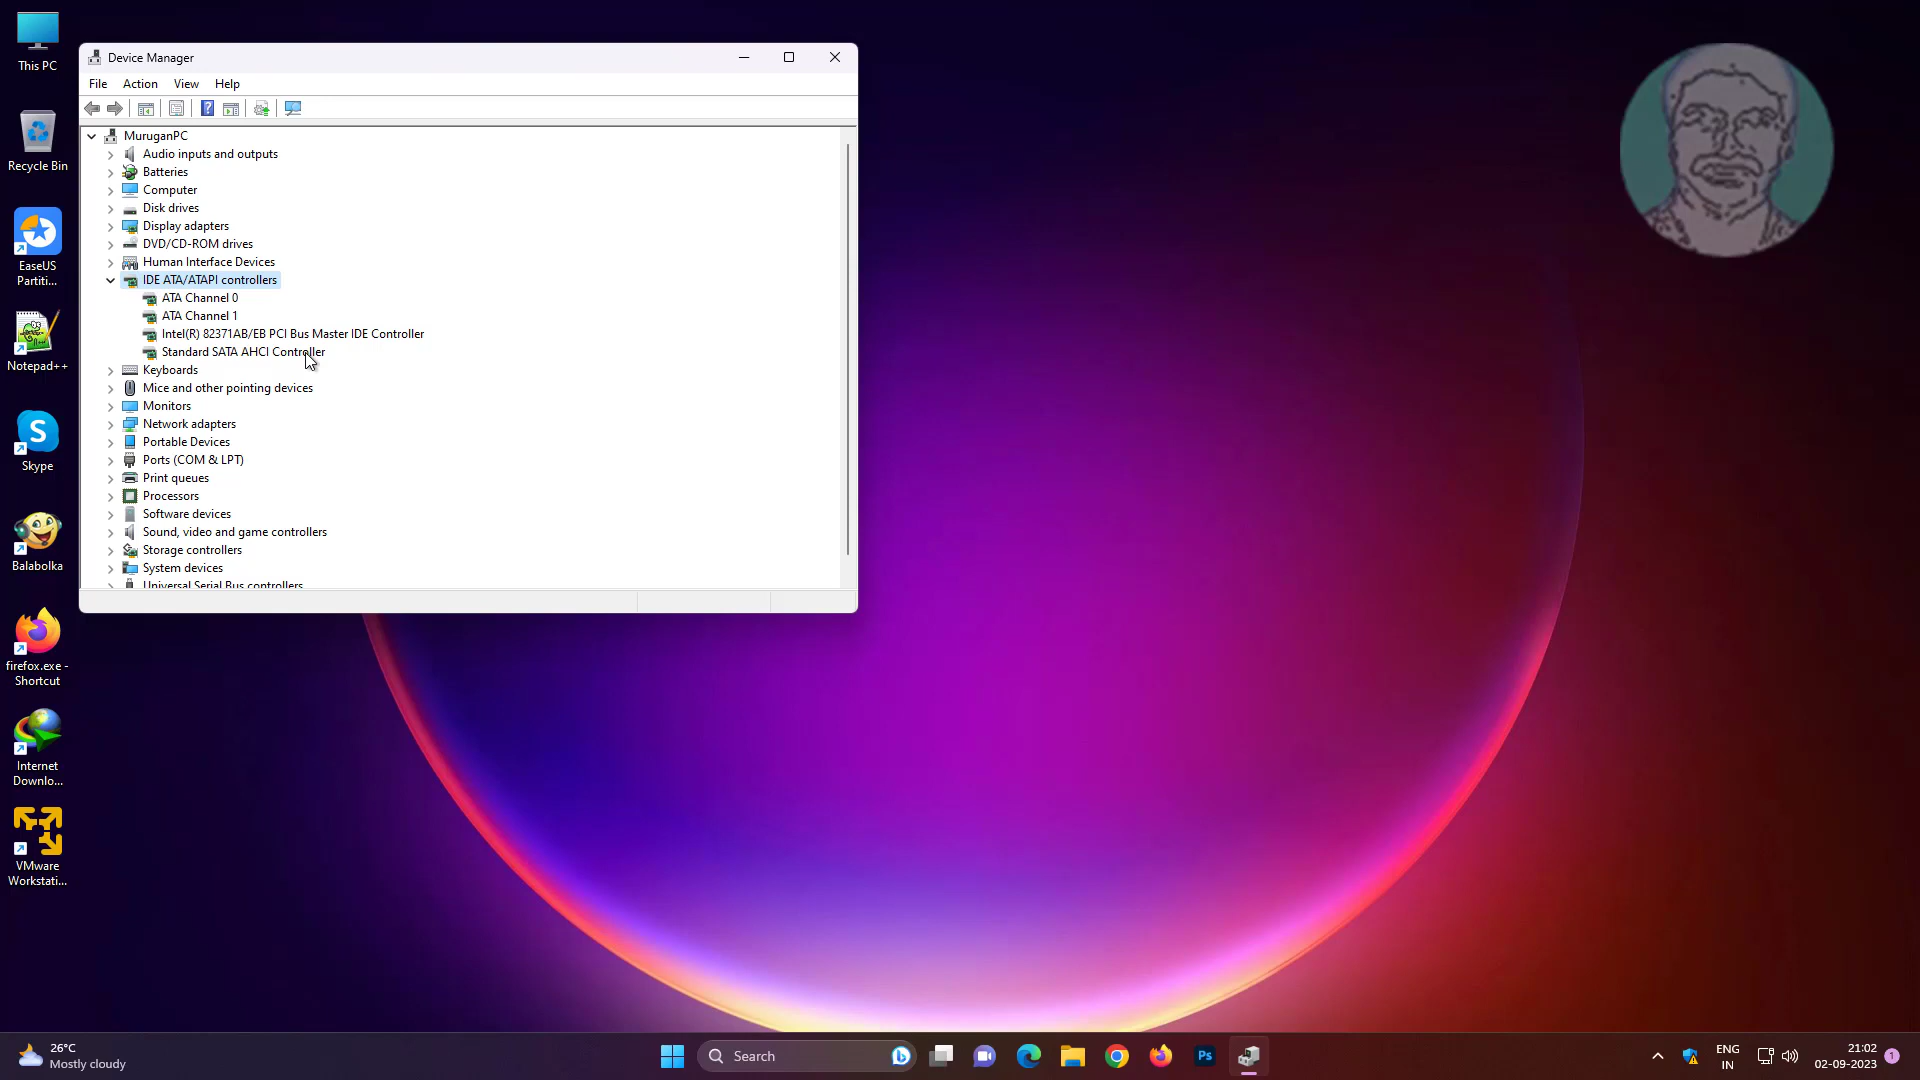 This PC
Recycle Bin
EaseUS
Partiti...
Notepad++
Skype
Balabolka
firefox.exe -
Shortcut
Internet
Downlo...
VMware
Workstati...
Device Manager
File Action View Help
MuruganPC
Audio inputs and outputs
Batteries
Computer
Disk drives
Display adapters
DVD/CD-ROM drives
Human Interface Devices
IDE ATA/ATAPI controllers
ATA Channel 0
ATA Channel 1
Intel(R) 82371AB/EB PCI Bus Master IDE Controller
Standard SATA AHCI Controller
Keyboards
Mice and other pointing devices
Monitors
Network adapters
Portable Devices
Ports (COM & LPT)
Print queues
Processors
Software devices
Sound, video and game controllers
Storage controllers
System devices
Universal Serial Bus controllers
26°C
Mostly cloudy
Search
Ps
ENG
IN
21:02
02-09-2023
1